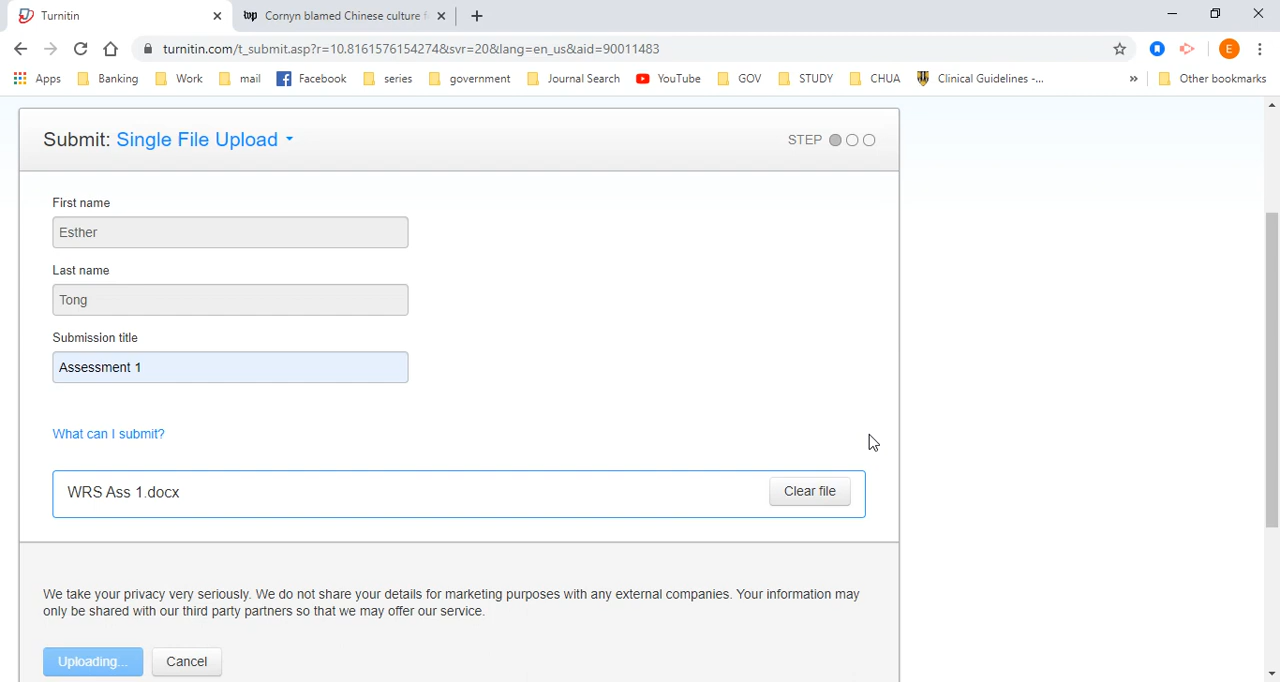 Turnitin
top Cornyn blamed Chinese culture f
turnitin.com/t_submit.asp?r=10.8161576154274&svr=20&lang=en_us&aid=90011483
E
Apps Banking Work mail Facebook series government Journal Search YouTube GOV STUDY CHUA Clinical Guidelines -... » Other bookmarks
Submit: Single File Upload
STEP
First name
Esther
Last name
Tong
Submission title
Assessment 1
What can I submit?
WRS Ass 1.docx
Clear file
We take your privacy very seriously. We do not share your details for marketing purposes with any external companies. Your information may
only be shared with our third party partners so that we may offer our service.
Uploading...
Cancel